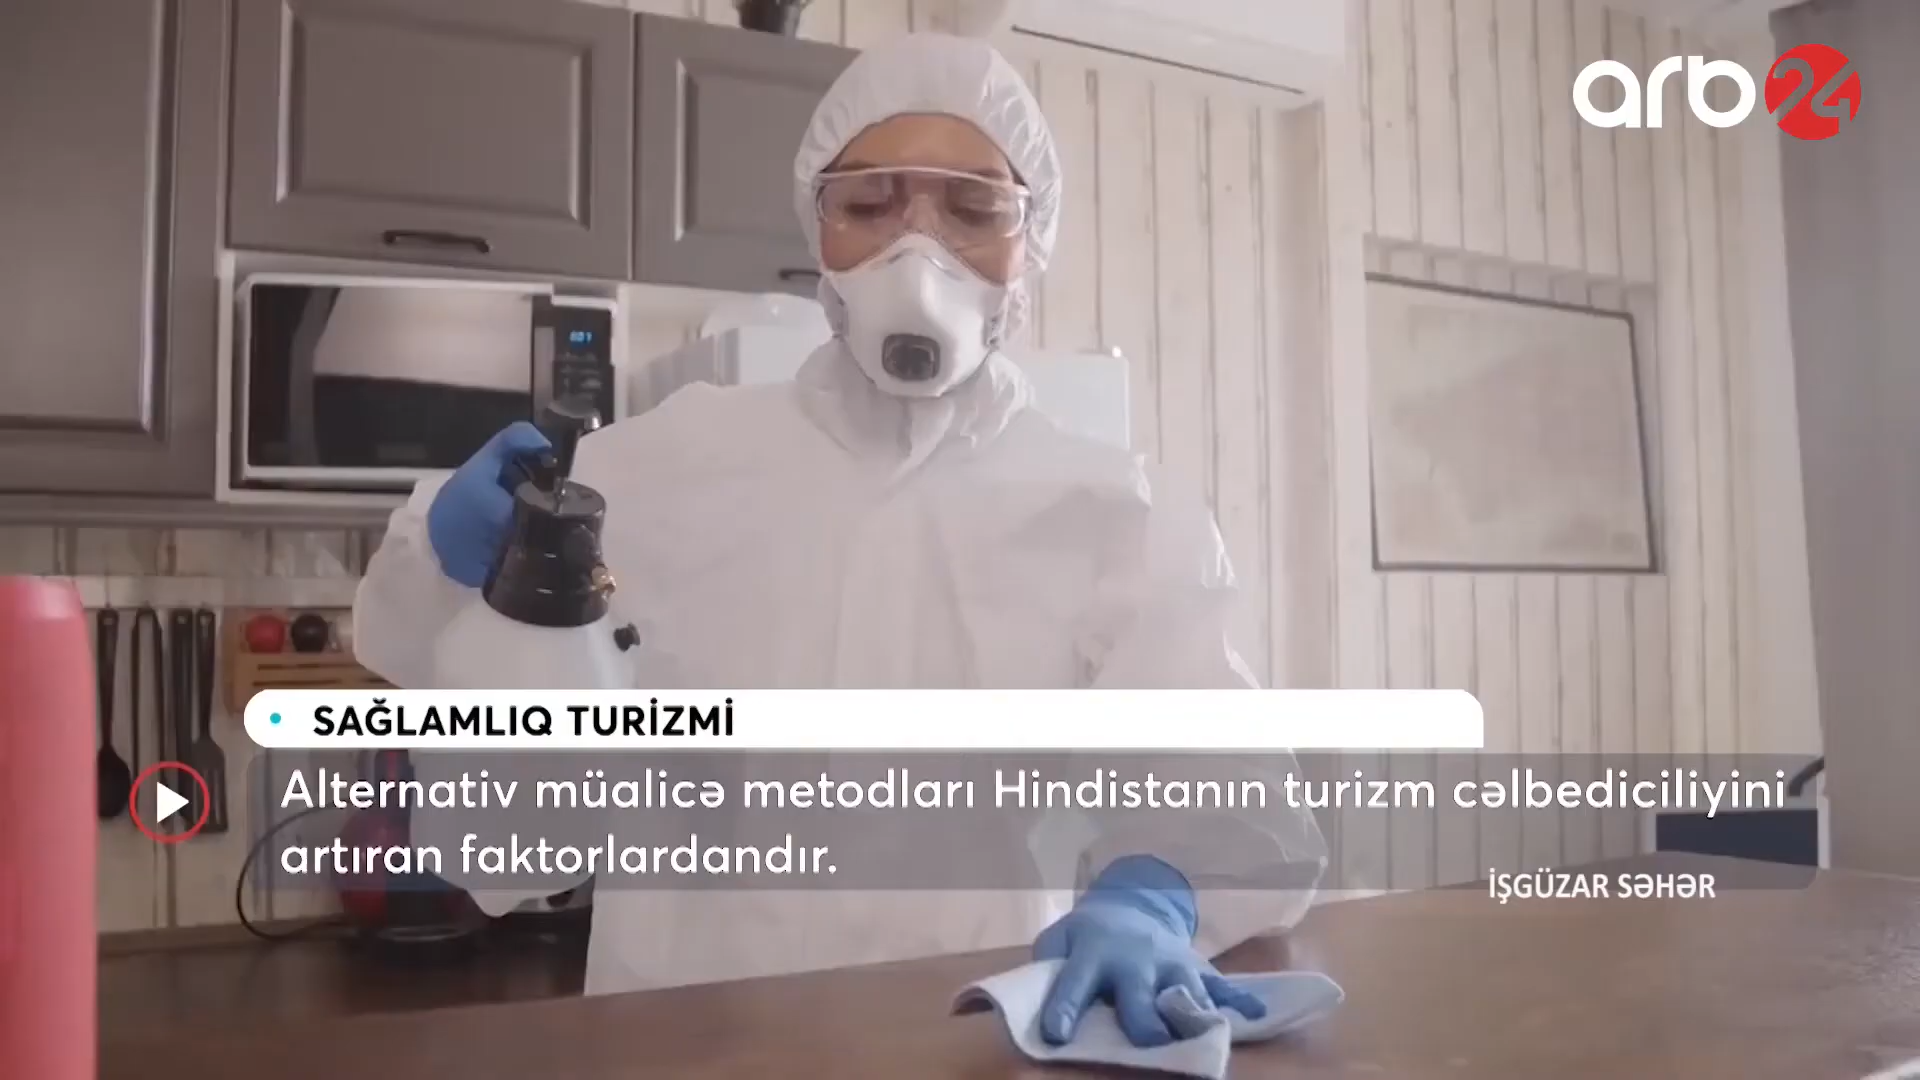 arb24
SAĞLAMLIQ TURİZMİ
Alternativ müalicə metodları Hindistanın turizm cəlbediciliyini
artıran faktorlardandır.
İŞGÜZAR SƏHƏR